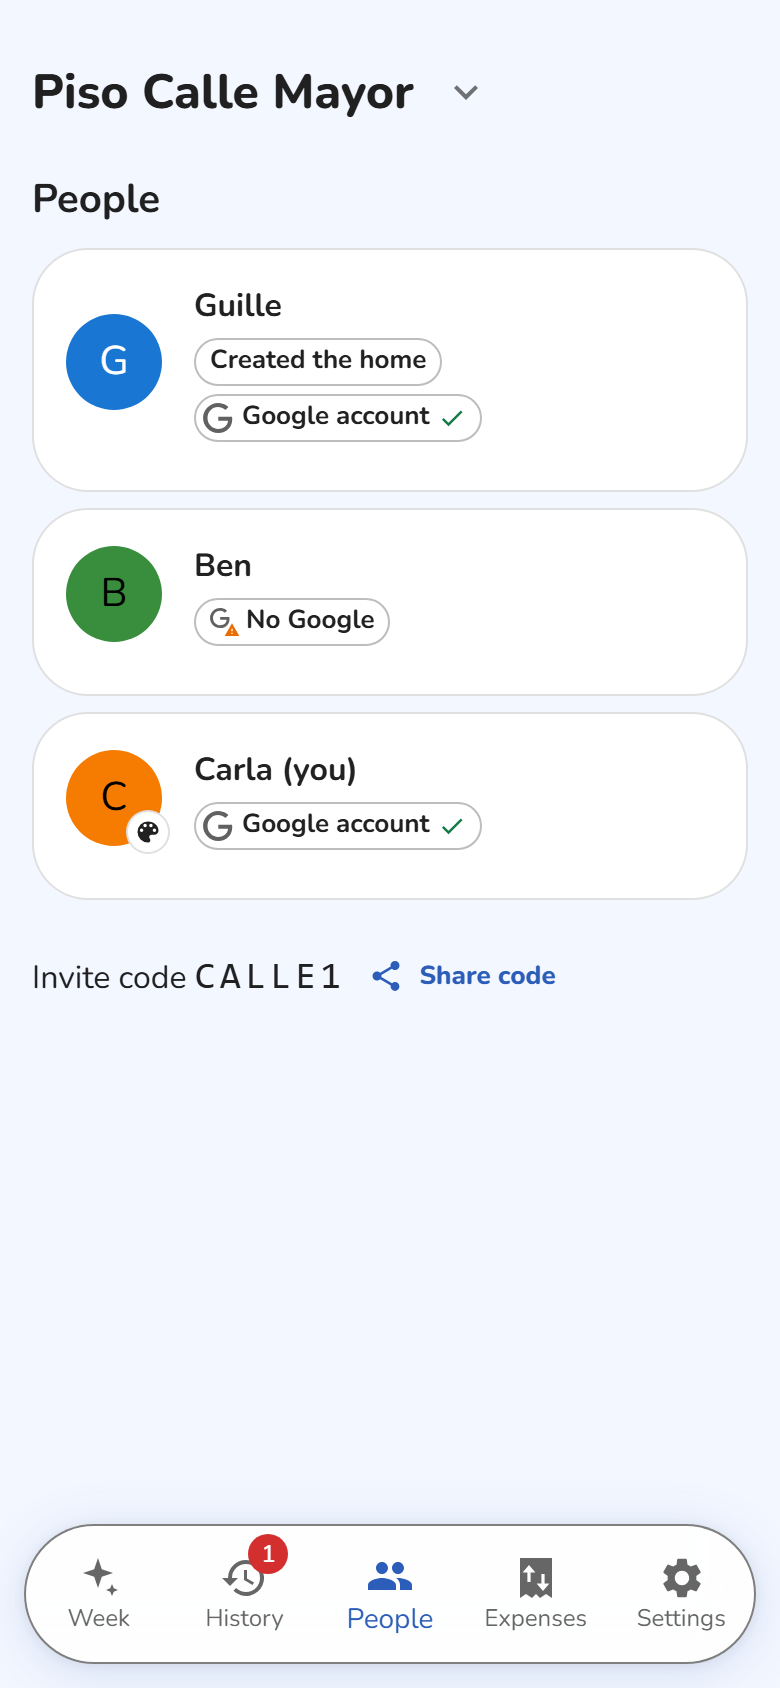 Piso Calle Mayor
People
G
Guille
Created the home
Google account
B
Ben
No Google
C
Carla (you)
Google account
Invite code CALLE1 Share code
1
Week History People Expenses Settings